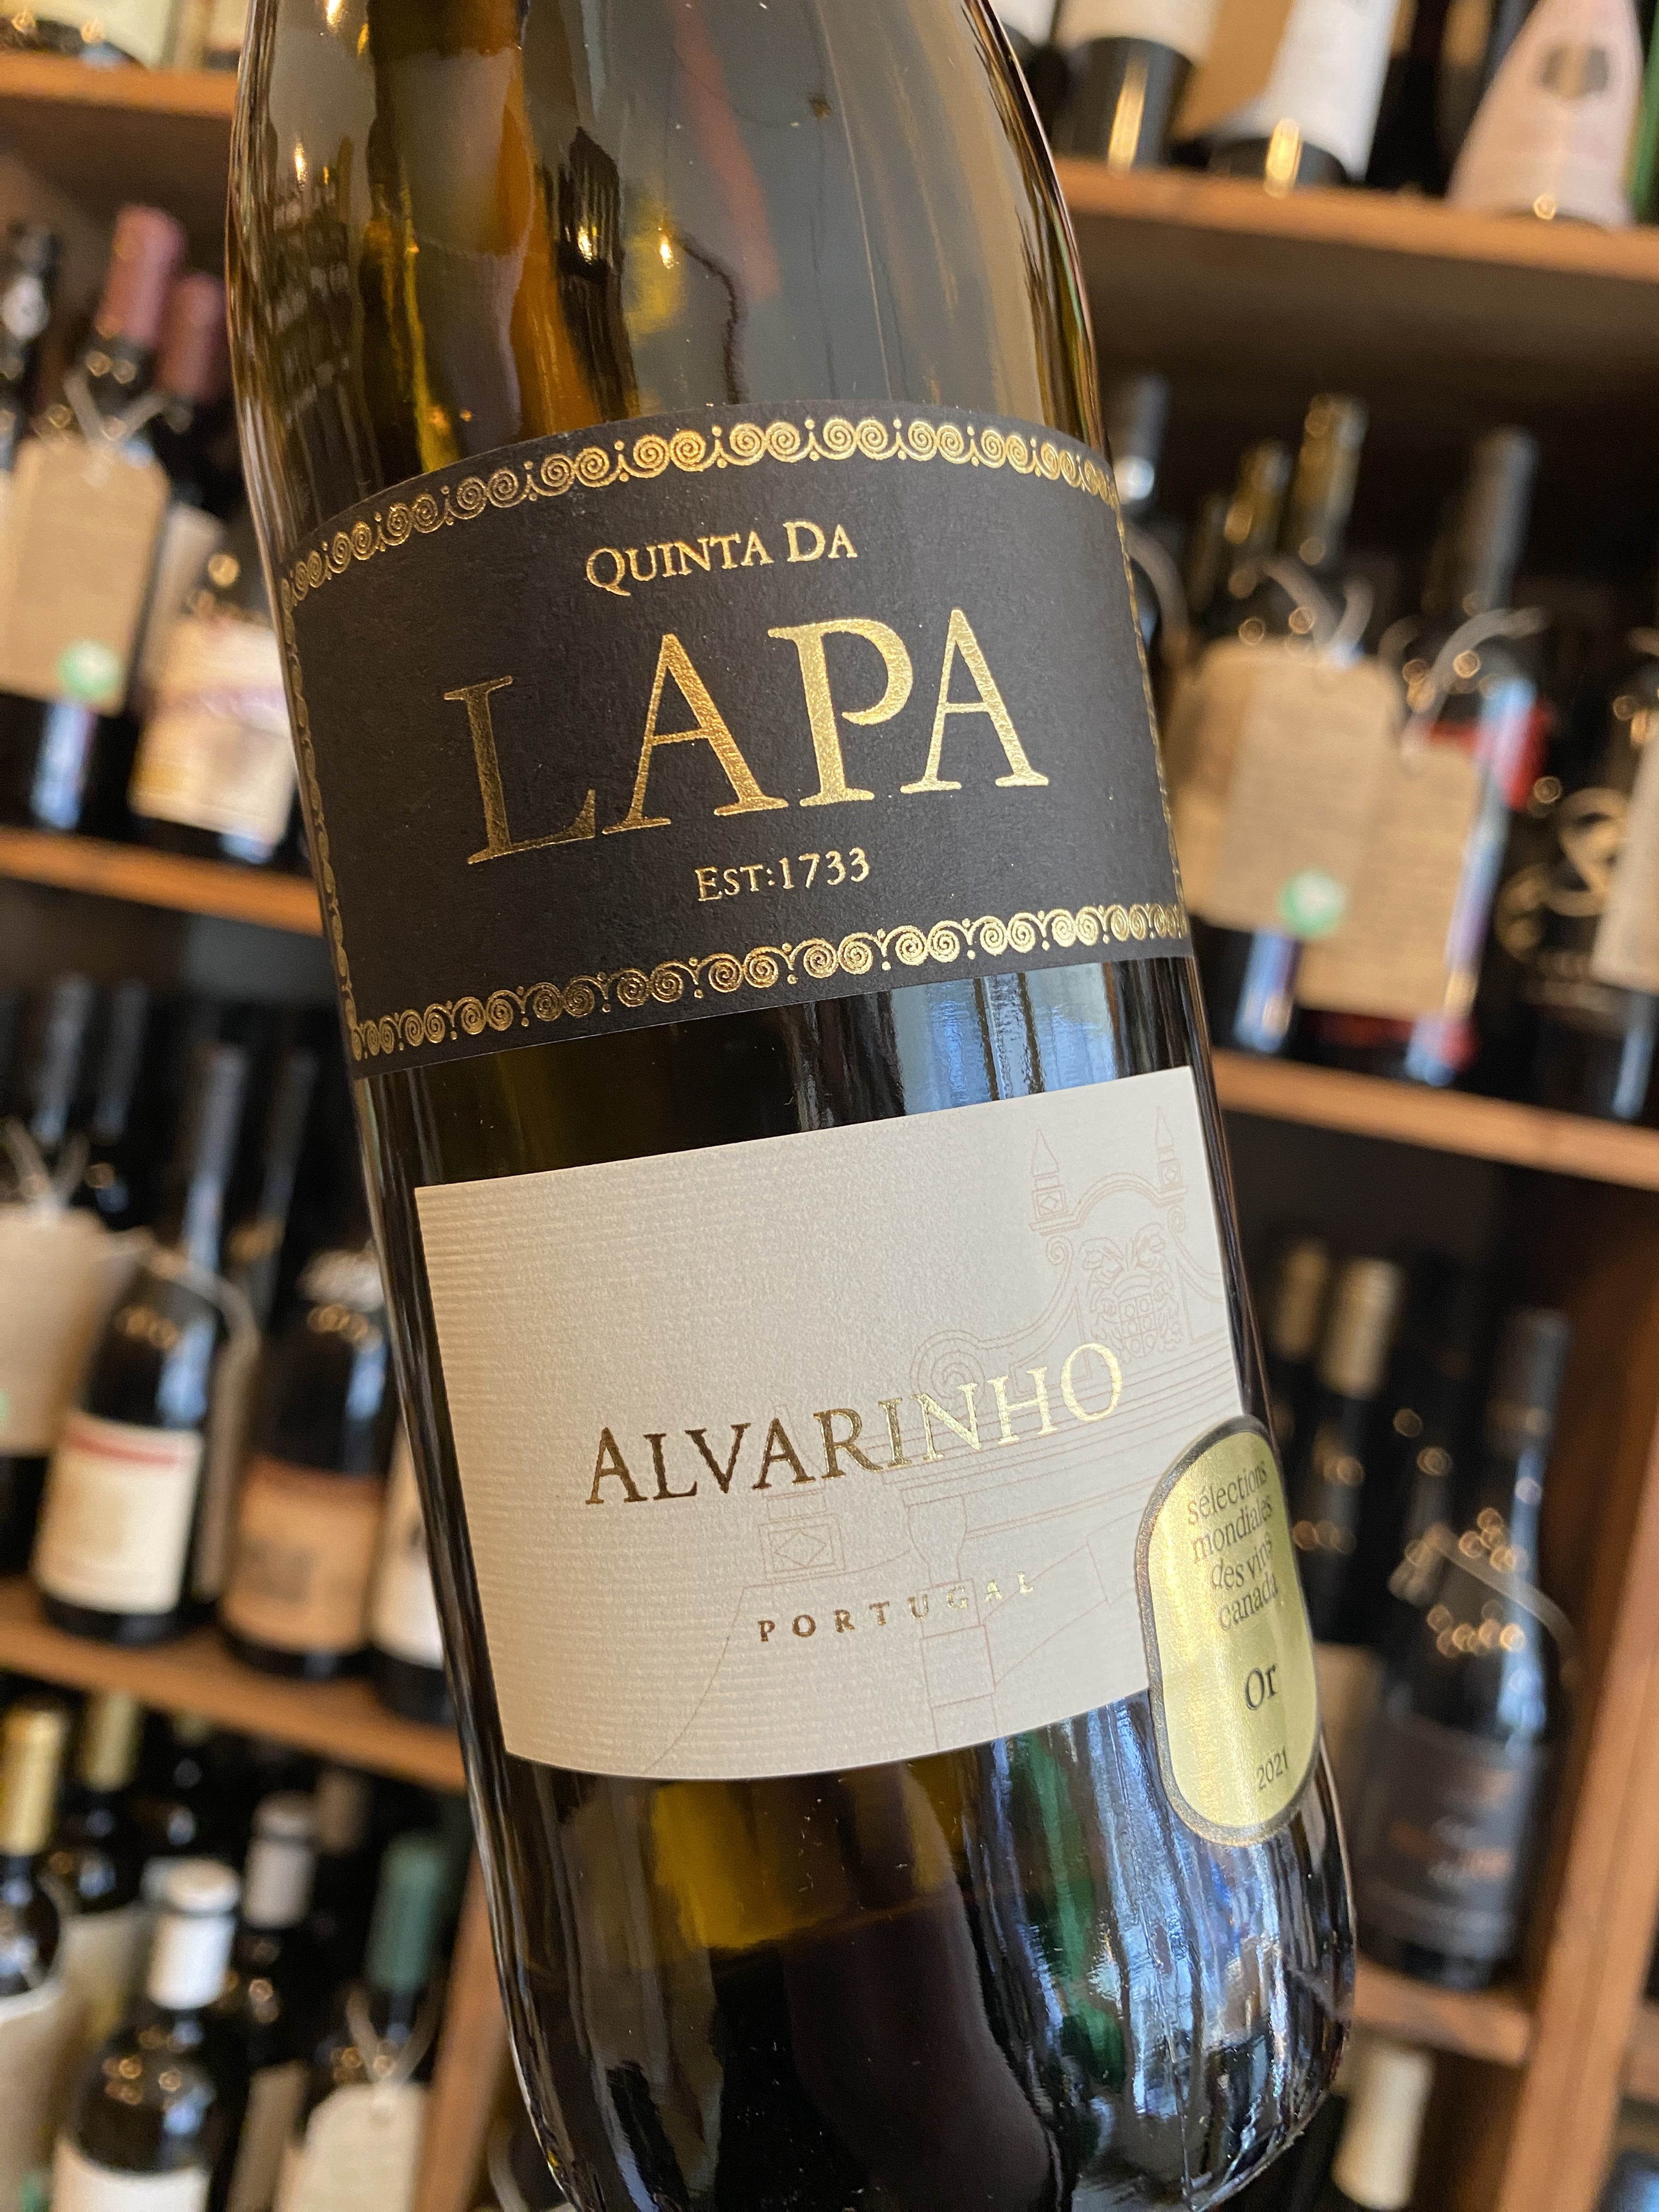 QUINTA DA
LAPA
EST:1733
ALVARINHO
PORTUGAL
sélections
mondiales
des vins
canada
Or
2021